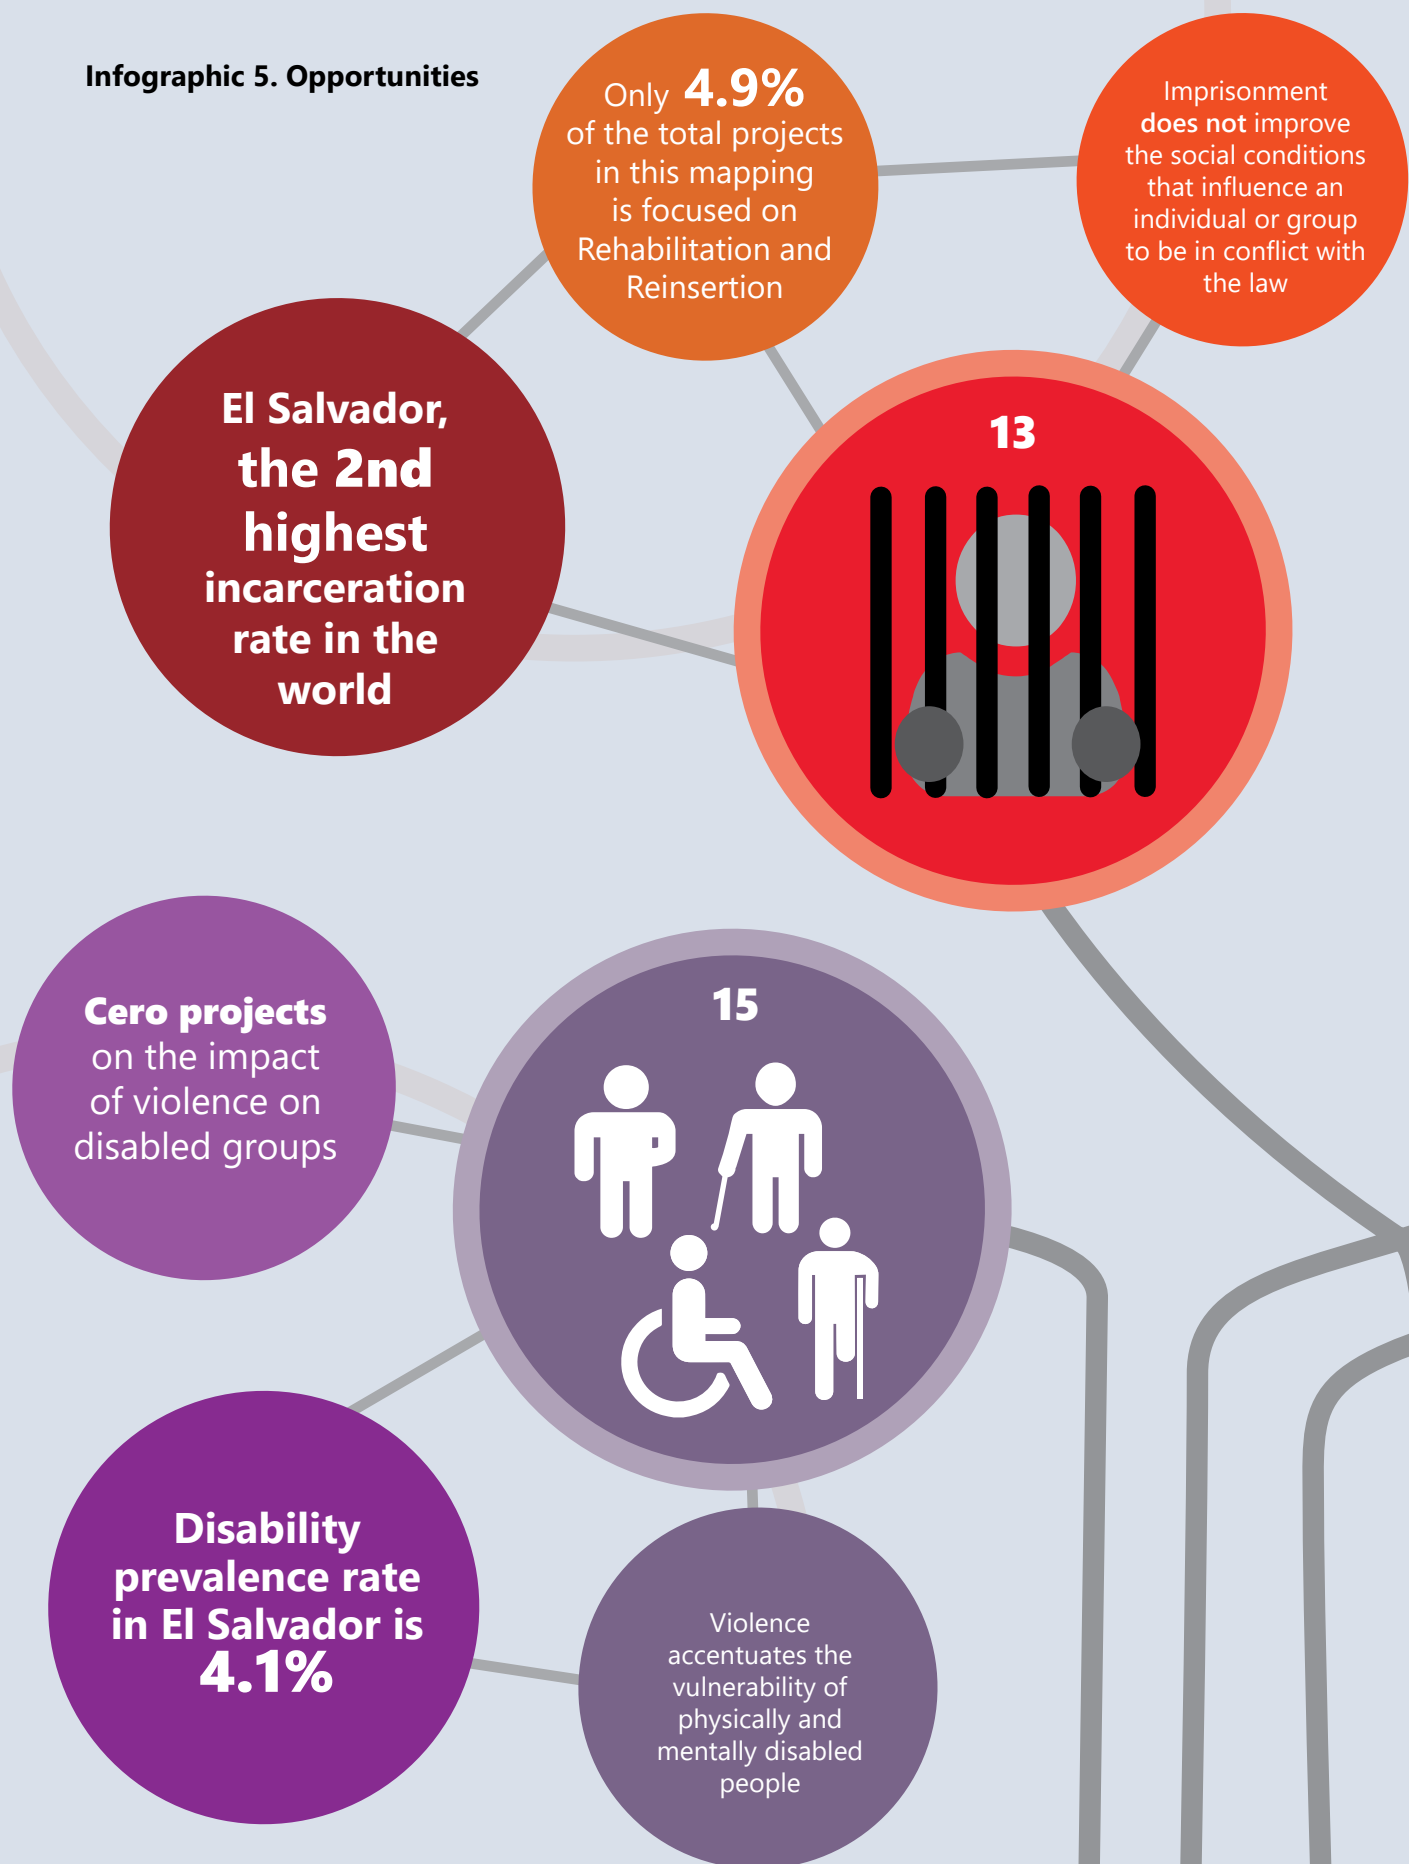 Infographic 5. Opportunities
Only 4.9%
of the total projects
in this mapping
is focused on
Rehabilitation and
Reinsertion
Imprisonment
does not improve
the social conditions
that influence an
individual or group
to be in conflict with
the law
El Salvador,
the 2nd
highest
incarceration
rate in the
world
13
Cero projects
on the impact
of violence on
disabled groups
15
Disability
prevalence rate
in El Salvador is
4.1%
Violence
accentuates the
vulnerability of
physically and
mentally disabled
people